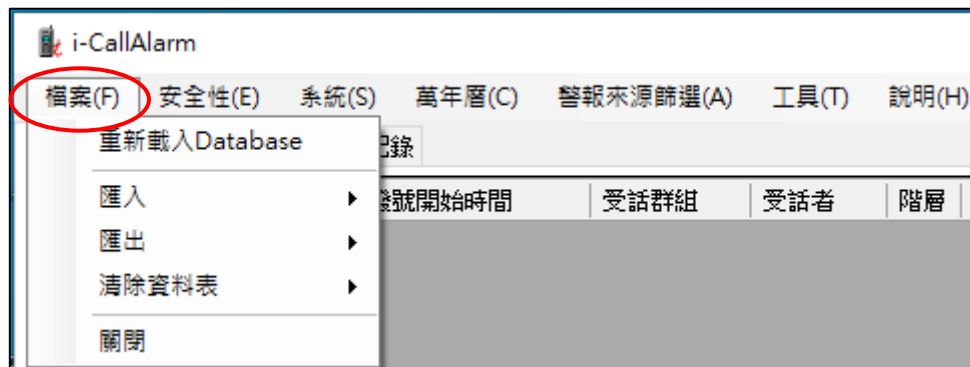 i-CallAlarm
檔案(F) 安全性(E) 系統(S) 萬年曆(C) 警報來源篩選(A) 工具(T) 說明(H)
重新載入Database
記錄
匯入
發號開始時間 受話群組 受話者 階層
匯出
清除資料表
關閉